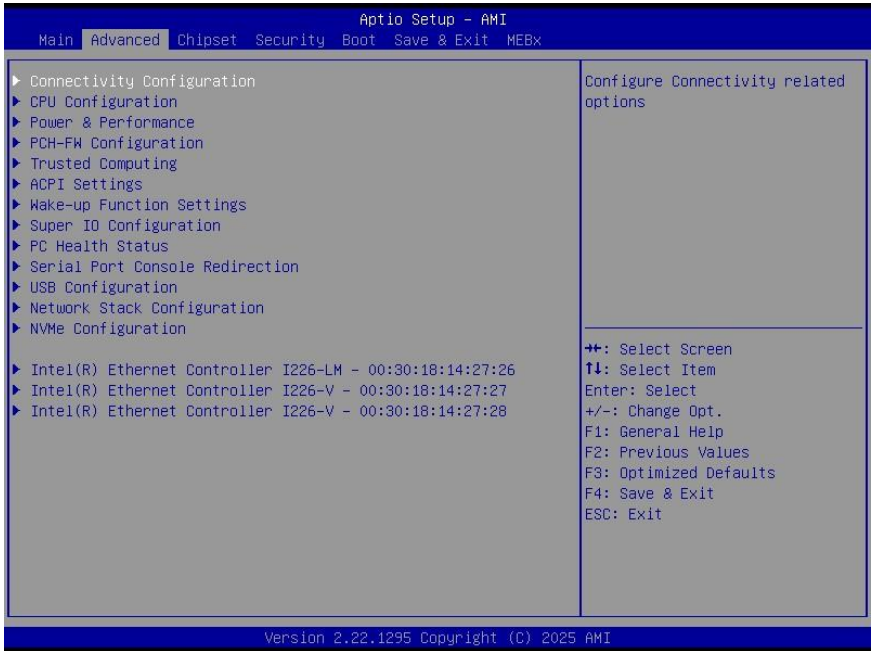 Aptio Setup – AMI
Main Advanced Chipset Security Boot Save & Exit MEBx
▶ Connectivity Configuration
▶ CPU Configuration
▶ Power & Performance
▶ PCH-FW Configuration
▶ Trusted Computing
▶ ACPI Settings
▶ Wake-up Function Settings
▶ Super IO Configuration
▶ PC Health Status
▶ Serial Port Console Redirection
▶ USB Configuration
▶ Network Stack Configuration
▶ NVMe Configuration
▶ Intel(R) Ethernet Controller I226-LM - 00:30:18:14:27:26
▶ Intel(R) Ethernet Controller I226-V - 00:30:18:14:27:27
▶ Intel(R) Ethernet Controller I226-V - 00:30:18:14:27:28
Configure Connectivity related
options
→←: Select Screen
↑↓: Select Item
Enter: Select
+/-: Change Opt.
F1: General Help
F2: Previous Values
F3: Optimized Defaults
F4: Save & Exit
ESC: Exit
Version 2.22.1295 Copyright (C) 2025 AMI